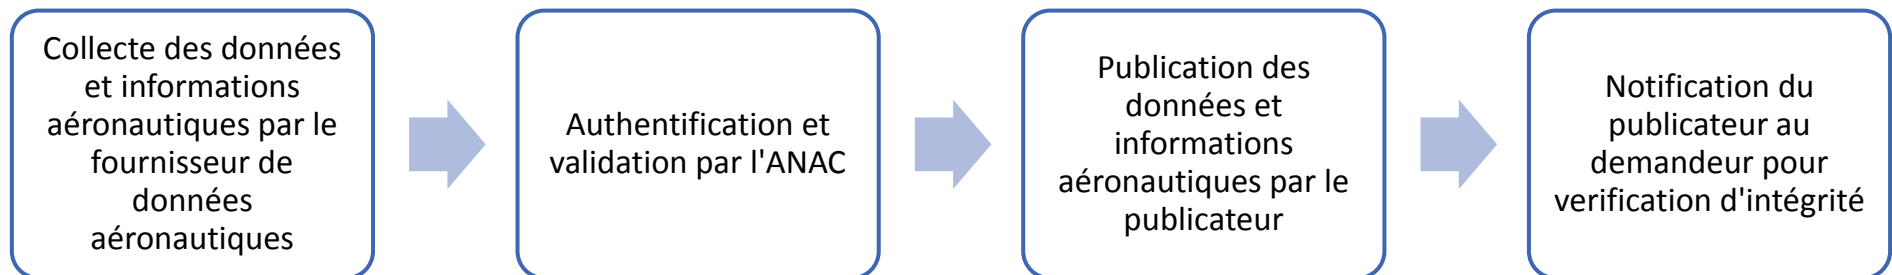 Collecte des données
et informations
aéronautiques par le
fournisseur de
données
aéronautiques
Authentification et
validation par l'ANAC
Publication des
données et
informations
aéronautiques par le
publicateur
Notification du
publicateur au
demandeur pour
verification d'intégrité